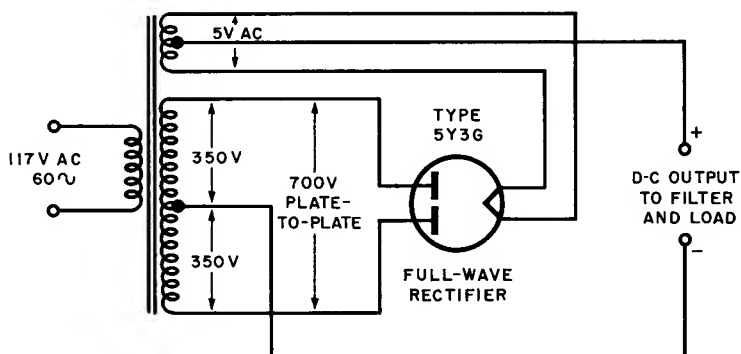 5V AC
117V AC
60~
350V
350V
700V
PLATE-
TO-PLATE
TYPE
5Y3G
FULL-WAVE
RECTIFIER
+
D-C OUTPUT
TO FILTER
AND LOAD
-